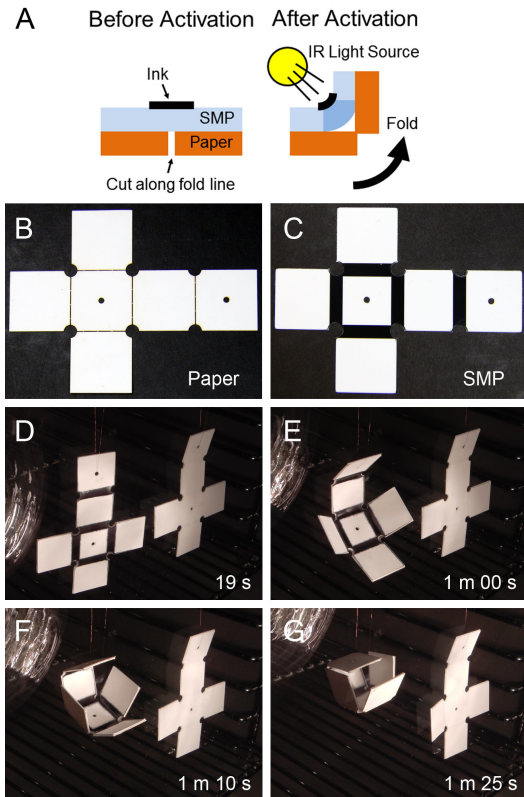 A
Before Activation
After Activation
Ink
SMP
Paper
Cut along fold line
IR Light Source
Fold
B
Paper
C
SMP
D
19 s
E
1 m 00 s
F
1 m 10 s
G
1 m 25 s